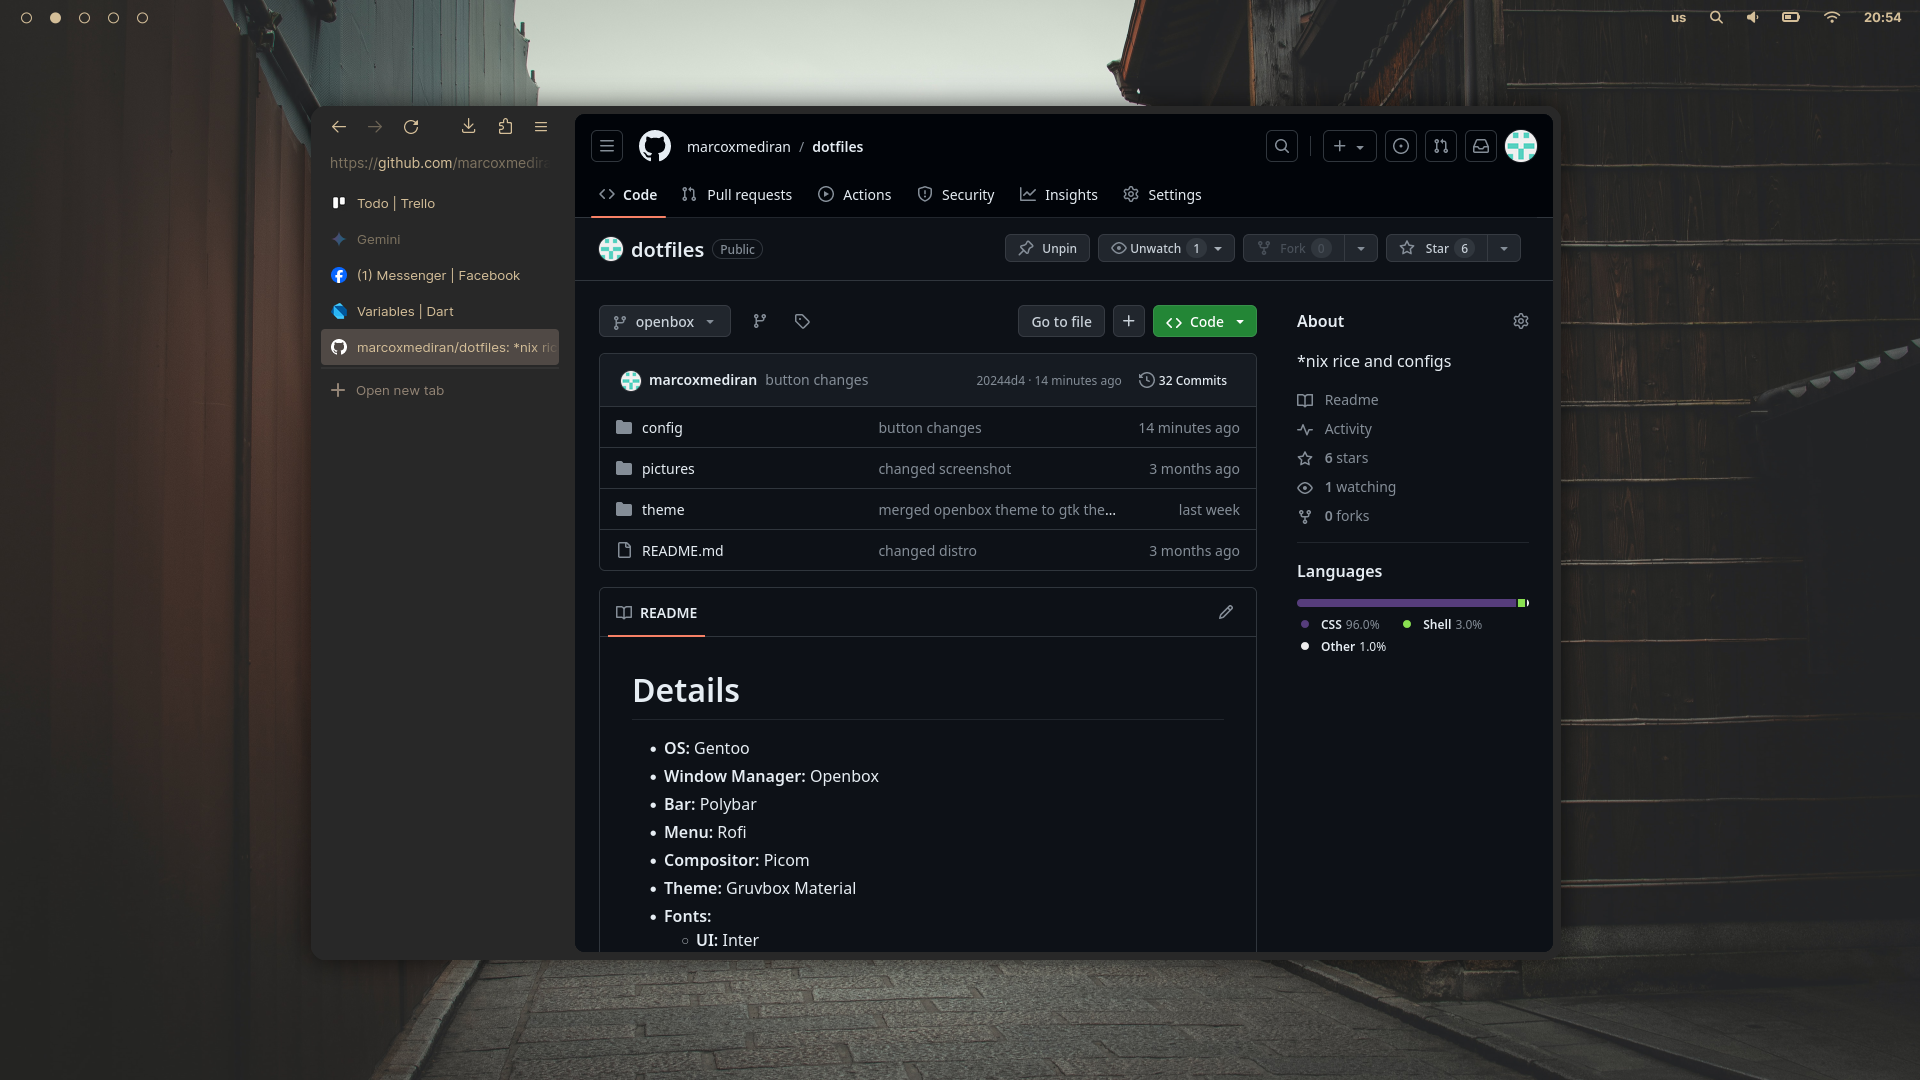 us 20:54
https://github.com/marcoxmedir
Todo | Trello
Gemini
(1) Messenger | Facebook
Variables | Dart
marcoxmediran/dotfiles: *nix ric
Open new tab
marcoxmediran / dotfiles
Code Pull requests Actions Security Insights Settings
dotfiles Public Unpin Unwatch 1 Fork 0 Star 6
openbox Go to file Code
marcoxmediran button changes 20244d4 · 14 minutes ago 32 Commits
config button changes 14 minutes ago
pictures changed screenshot 3 months ago
theme merged openbox theme to gtk the... last week
README.md changed distro 3 months ago
README
Details
OS: Gentoo
Window Manager: Openbox
Bar: Polybar
Menu: Rofi
Compositor: Picom
Theme: Gruvbox Material
Fonts:
UI: Inter
About
*nix rice and configs
Readme
Activity
6 stars
1 watching
0 forks
Languages
CSS 96.0% Shell 3.0%
Other 1.0%